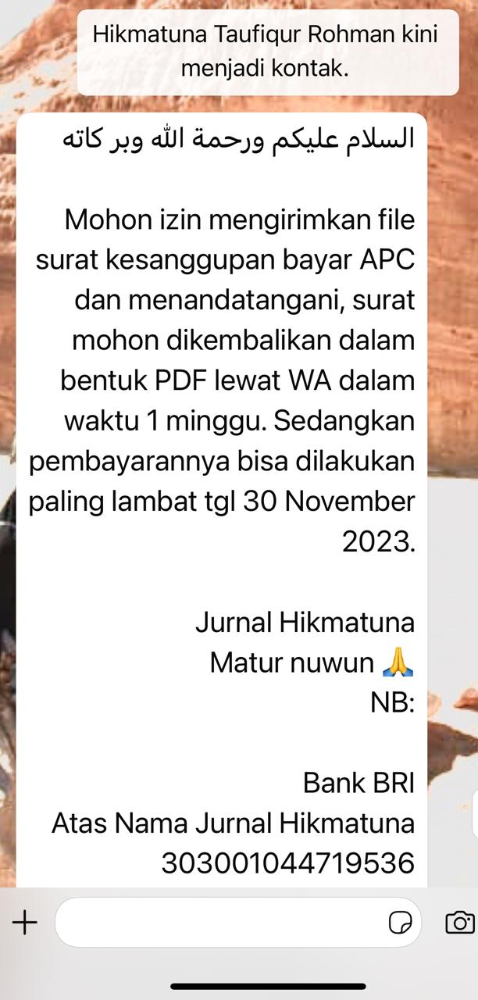 Hikmatuna Taufiqur Rohman kini
menjadi kontak.
السلام عليكم ورحمة الله وبر كاته
Mohon izin mengirimkan file
surat kesanggupan bayar APC
dan menandatangani, surat
mohon dikembalikan dalam
bentuk PDF lewat WA dalam
waktu 1 minggu. Sedangkan
pembayarannya bisa dilakukan
paling lambat tgl 30 November
2023.
Jurnal Hikmatuna
Matur nuwun 🙏
NB:
Bank BRI
Atas Nama Jurnal Hikmatuna
303001044719536